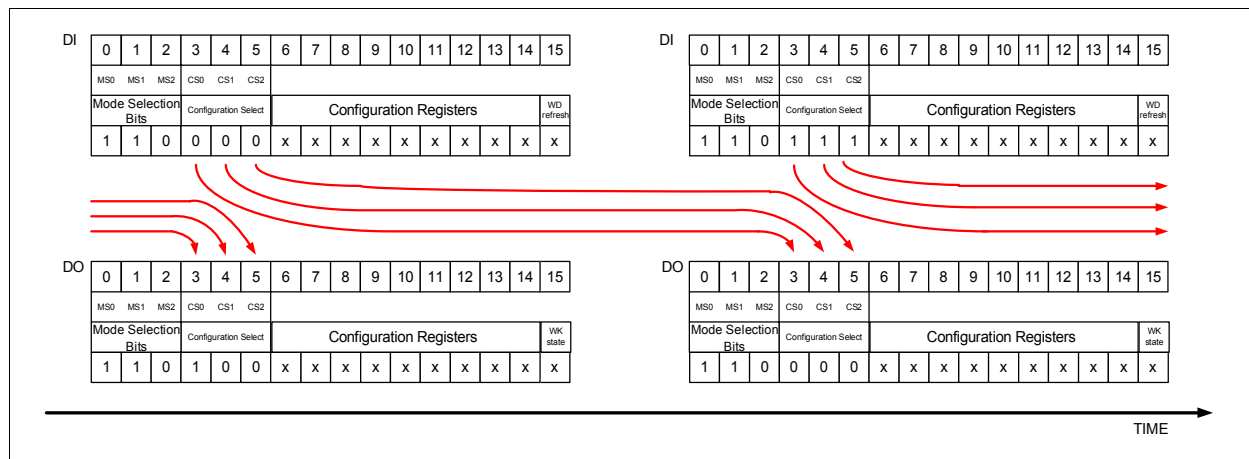 DI 0 1 2 3 4 5 6 7 8 9 10 11 12 13 14 15
MS0 MS1 MS2 CS0 CS1 CS2
Mode Selection Bits Configuration Select Configuration Registers WD refresh
1 1 0 0 0 0 x x x x x x x x x x
DI 0 1 2 3 4 5 6 7 8 9 10 11 12 13 14 15
MS0 MS1 MS2 CS0 CS1 CS2
Mode Selection Bits Configuration Select Configuration Registers WD refresh
1 1 0 1 1 1 x x x x x x x x x x
DO 0 1 2 3 4 5 6 7 8 9 10 11 12 13 14 15
MS0 MS1 MS2 CS0 CS1 CS2
Mode Selection Bits Configuration Select Configuration Registers WK state
1 1 0 1 0 0 x x x x x x x x x x
DO 0 1 2 3 4 5 6 7 8 9 10 11 12 13 14 15
MS0 MS1 MS2 CS0 CS1 CS2
Mode Selection Bits Configuration Select Configuration Registers WK state
1 1 0 0 0 0 x x x x x x x x x x
TIME